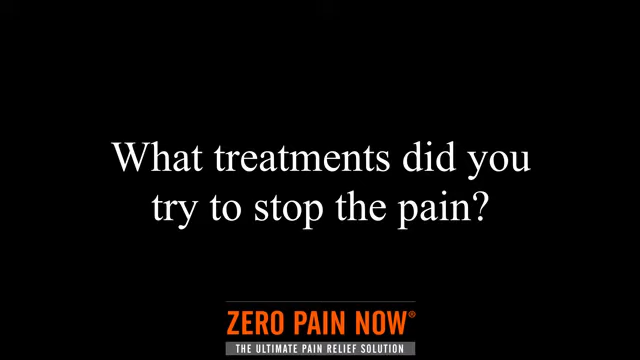 What treatments did you
try to stop the pain?
ZERO PAIN NOW®
THE ULTIMATE PAIN RELIEF SOLUTION